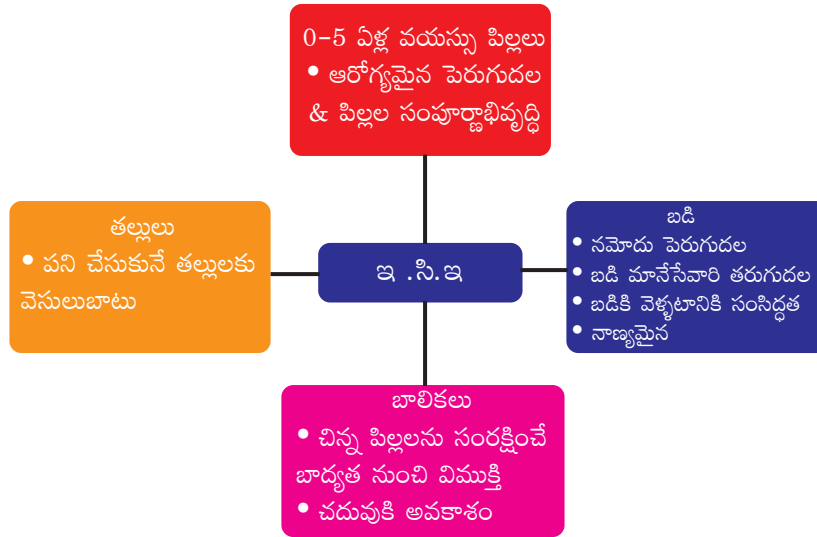 0-5 ఏళ్ల వయస్సు పిల్లలు
• ఆరోగ్యమైన పెరుగుదల
& పిల్లల సంపూర్ణాభివృద్ధి
తల్లులు
• పని చేసుకునే తల్లులకు
వెసులుబాటు
ఇ .సి.ఇ
బడి
• నమోదు పెరుగుదల
• బడి మానేసేవారి తరుగుదల
• బడికి వెళ్ళటానికి సంసిద్ధత
• నాణ్యమైన
బాలికలు
• చిన్న పిల్లలను సంరక్షించే
బాద్యత నుంచి విముక్తి
• చదువుకి అవకాశం